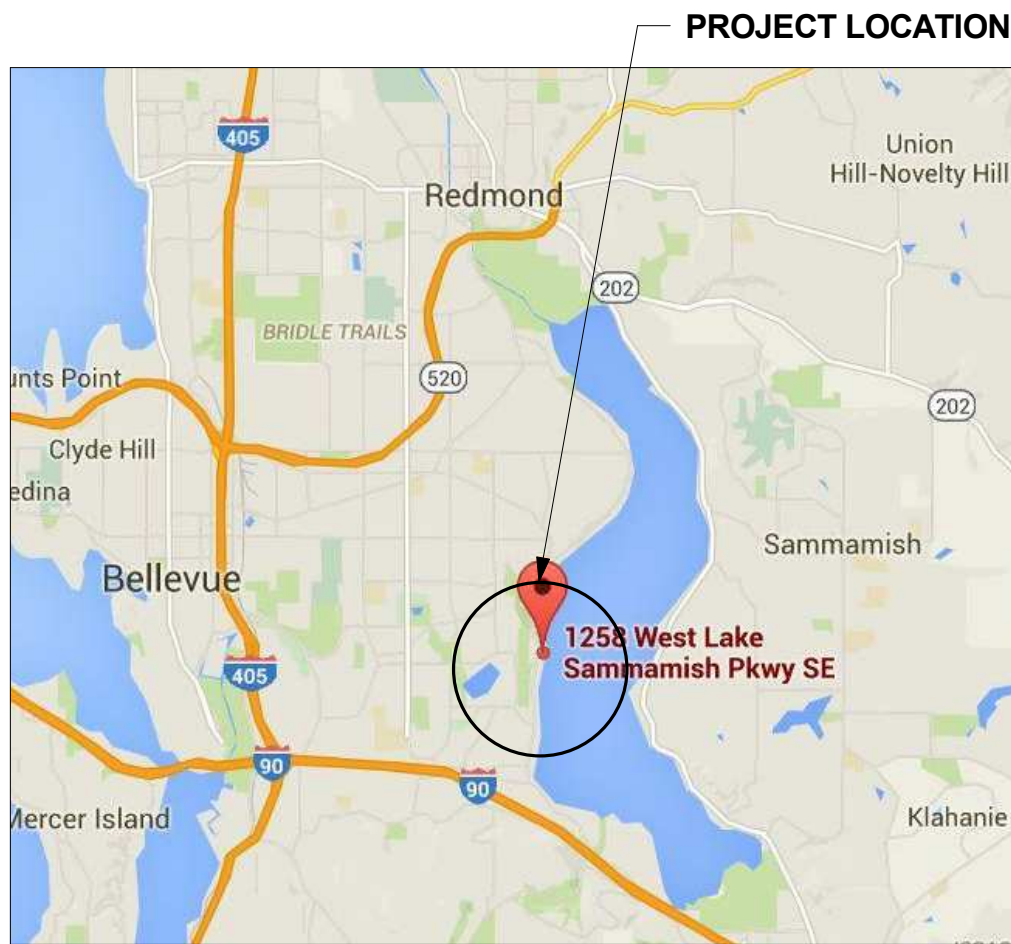 PROJECT LOCATION
405
Union
Hill-Novelty Hill
Redmond
202
BRIDLE TRAILS
unts Point
520
202
Clyde Hill
edina
Sammamish
Bellevue
1258 West Lake
Sammamish Pkwy SE
405
90
90
Mercer Island
Klahanie